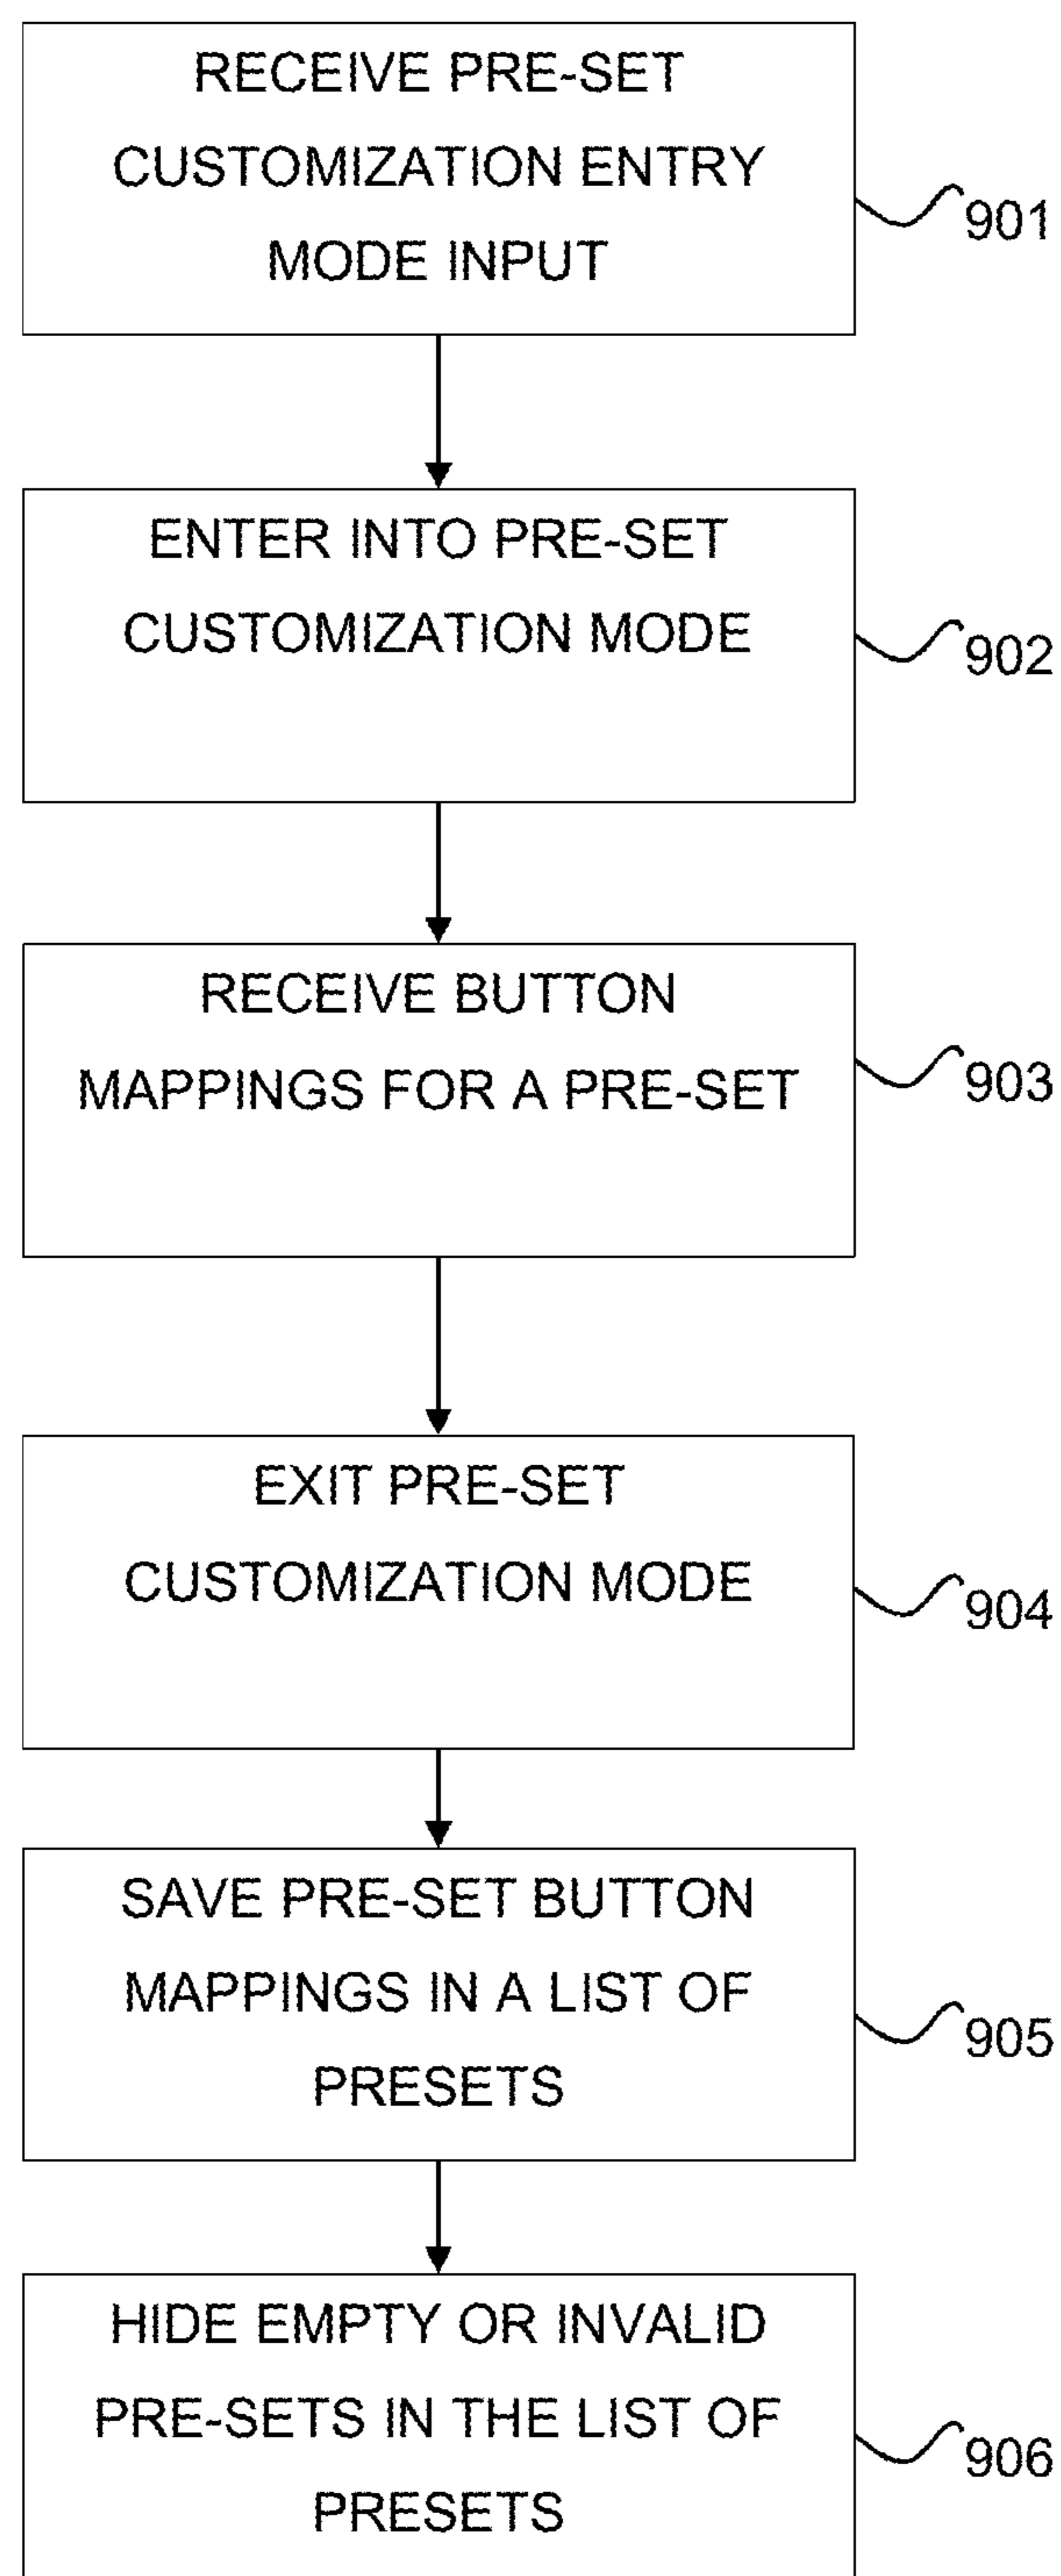 RECEIVE PRE-SET
CUSTOMIZATION ENTRY
MODE INPUT
901
ENTER INTO PRE-SET
CUSTOMIZATION MODE
902
RECEIVE BUTTON
MAPPINGS FOR A PRE-SET
903
EXIT PRE-SET
CUSTOMIZATION MODE
904
SAVE PRE-SET BUTTON
MAPPINGS IN A LIST OF
PRESETS
905
HIDE EMPTY OR INVALID
PRE-SETS IN THE LIST OF
PRESETS
906